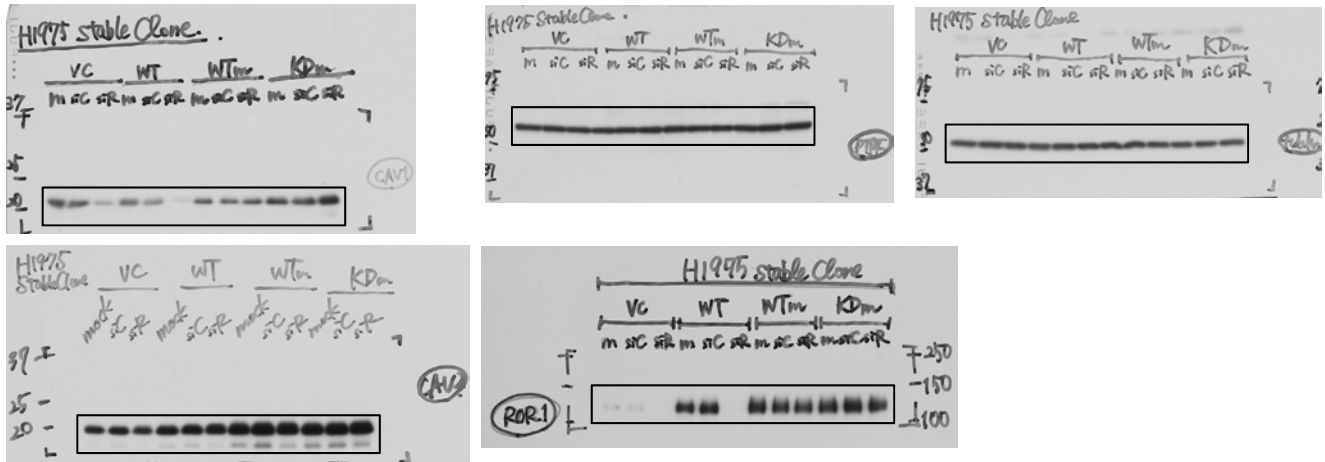 H1975 Stable Clone.
VC WT WTm KDm
m siC siR m siC siR m siC siR m siC siR
37
25
20
CAV1
H1975 Stable Clone.
VC WT WTm KDm
m siC siR m siC siR m siC siR m siC siR
75
50
37
H1975 Stable Clone
VC WT WTm KDm
m siC siR m siC siR m siC siR m siC siR
75
50
37
Tubulin
H1975
Stable Clone
VC WT WTm KDm
mock siC siR mock siC siR mock siC siR mock siC siR
37
25
20
H1975 Stable Clone
VC WT WTm KDm
m siC siR m siC siR m siC siR m siC siR
250
150
100
ROR1